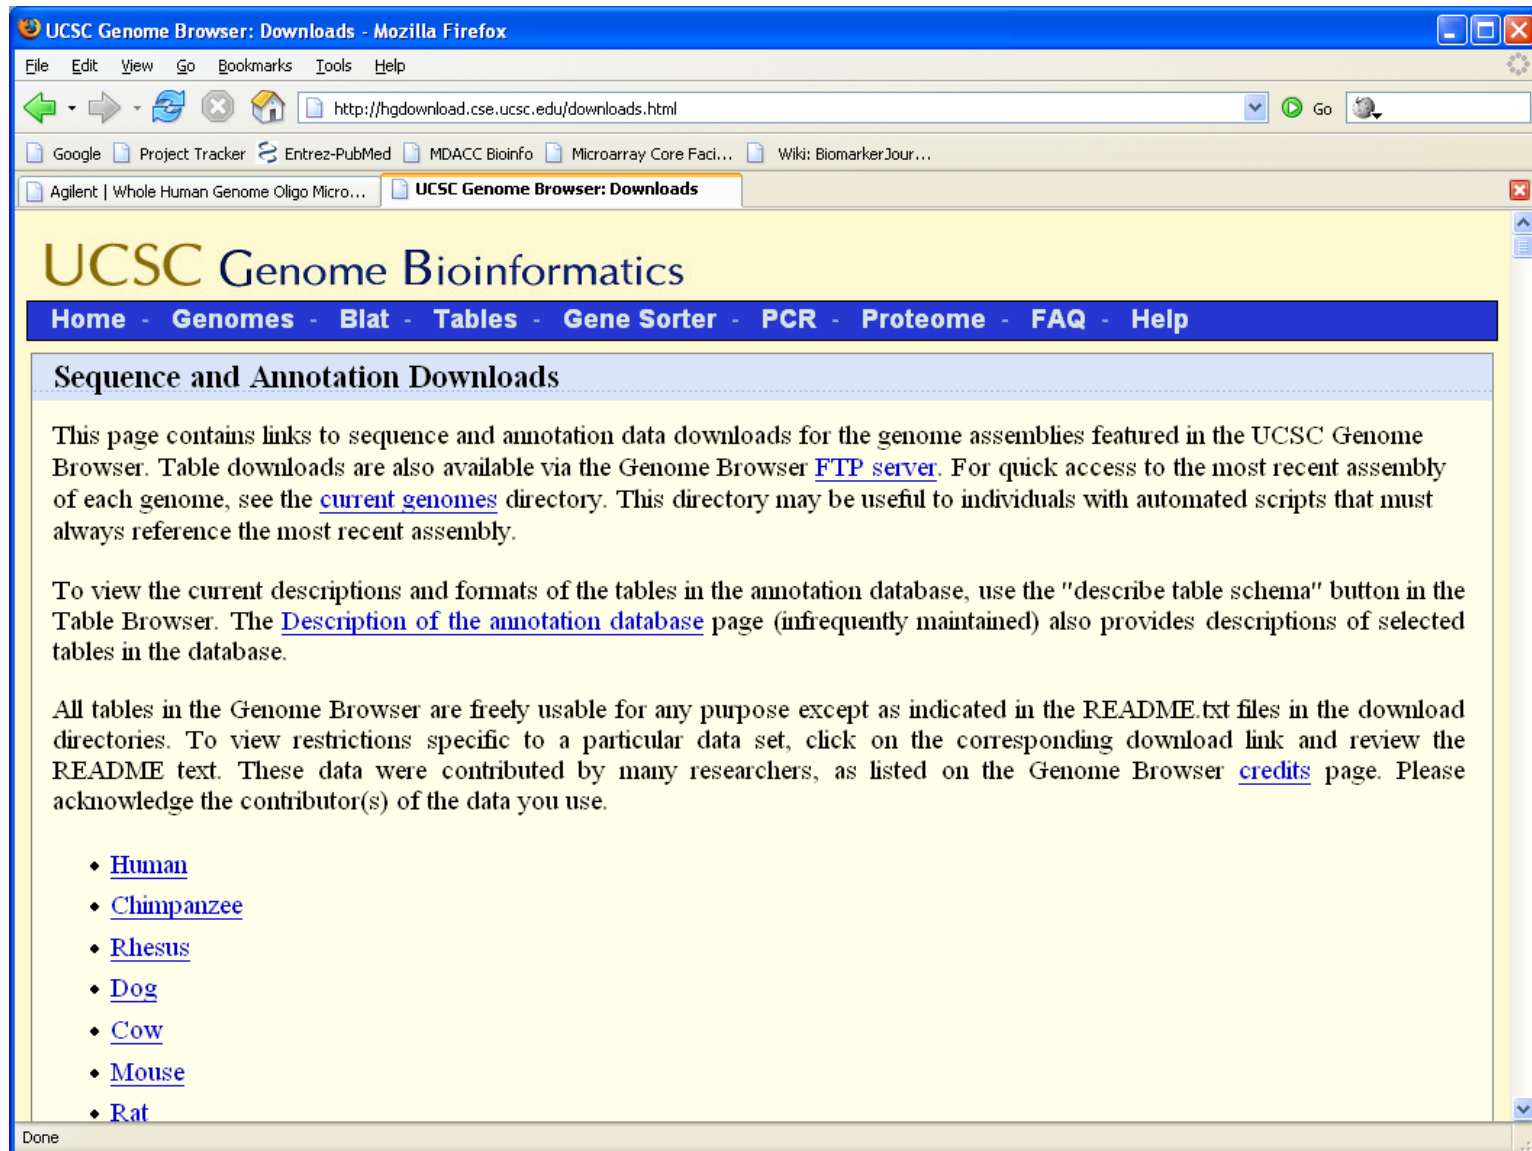 UCSC Genome Browser: Downloads - Mozilla Firefox
File Edit View Go Bookmarks Tools Help
http://hgdownload.cse.ucsc.edu/downloads.html Go
Google Project Tracker Entrez-PubMed MDACC Bioinfo Microarray Core Faci... Wiki: BiomarkerJour...
Agilent | Whole Human Genome Oligo Micro... UCSC Genome Browser: Downloads
UCSC Genome Bioinformatics
Home - Genomes - Blat - Tables - Gene Sorter - PCR - Proteome - FAQ - Help
Sequence and Annotation Downloads
This page contains links to sequence and annotation data downloads for the genome assemblies featured in the UCSC Genome
Browser. Table downloads are also available via the Genome Browser FTP server. For quick access to the most recent assembly
of each genome, see the current genomes directory. This directory may be useful to individuals with automated scripts that must
always reference the most recent assembly.
To view the current descriptions and formats of the tables in the annotation database, use the "describe table schema" button in the
Table Browser. The Description of the annotation database page (infrequently maintained) also provides descriptions of selected
tables in the database.
All tables in the Genome Browser are freely usable for any purpose except as indicated in the README.txt files in the download
directories. To view restrictions specific to a particular data set, click on the corresponding download link and review the
README text. These data were contributed by many researchers, as listed on the Genome Browser credits page. Please
acknowledge the contributor(s) of the data you use.
• Human
• Chimpanzee
• Rhesus
• Dog
• Cow
• Mouse
• Rat
Done